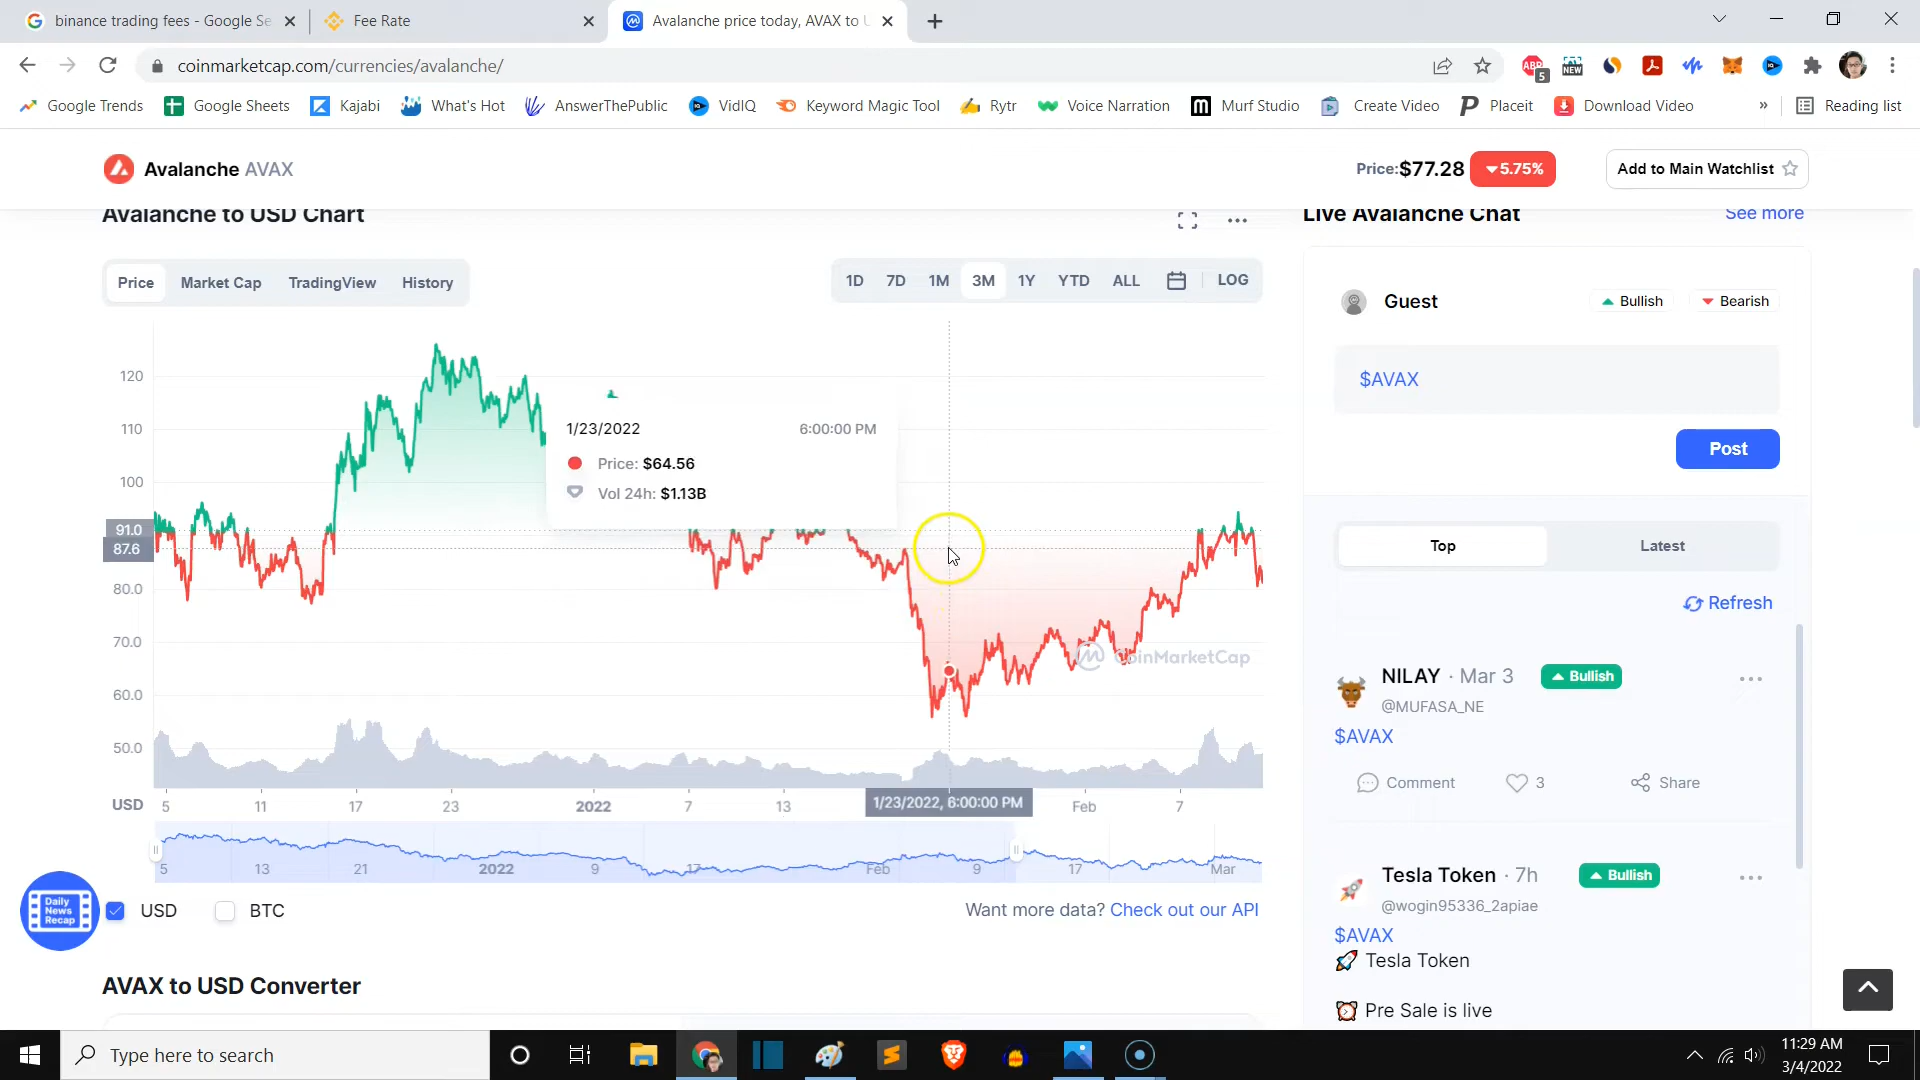 binance trading fees - Google Se
Fee Rate
Avalanche price today, AVAX to U
coinmarketcap.com/currencies/avalanche/
ABP
5
NEW
Google Trends
Google Sheets
Kajabi
What's Hot
AnswerThePublic
VidIQ
Keyword Magic Tool
Rytr
Voice Narration
Murf Studio
Create Video
Placeit
Download Video
»
Reading list
Avalanche AVAX
Price:$77.28
5.75%
Add to Main Watchlist
Avalanche to USD Chart
Live Avalanche Chat
See more
Price
Market Cap
TradingView
History
1D
7D
1M
3M
1Y
YTD
ALL
LOG
Guest
Bullish
Bearish
$AVAX
Post
120
110
100
91.0
87.6
80.0
70.0
60.0
50.0
1/23/2022
6:00:00 PM
Price: $64.56
Vol 24h: $1.13B
CoinMarketCap
USD
5
11
17
23
2022
7
13
1/23/2022, 6:00:00 PM
Feb
7
5
13
21
2022
9
17
Feb
9
17
Mar
Top
Latest
Refresh
NILAY · Mar 3
Bullish
@MUFASA_NE
$AVAX
Comment
3
Share
Tesla Token · 7h
Bullish
@wogin95336_2apiae
$AVAX
🚀 Tesla Token
⏰ Pre Sale is live
Daily
News
Recap
USD
BTC
Want more data? Check out our API
AVAX to USD Converter
Type here to search
11:29 AM
3/4/2022